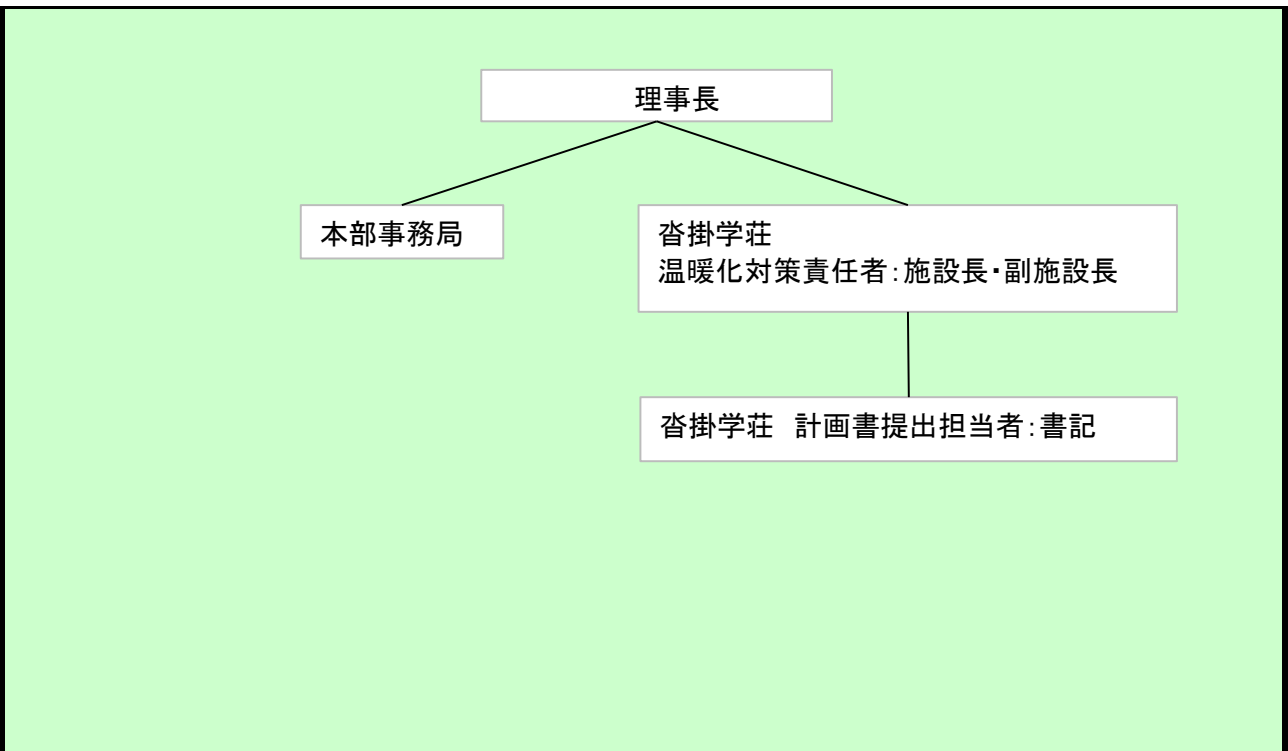 理事長
本部事務局
沓掛学荘
温暖化対策責任者:施設長・副施設長
沓掛学荘　計画書提出担当者:書記